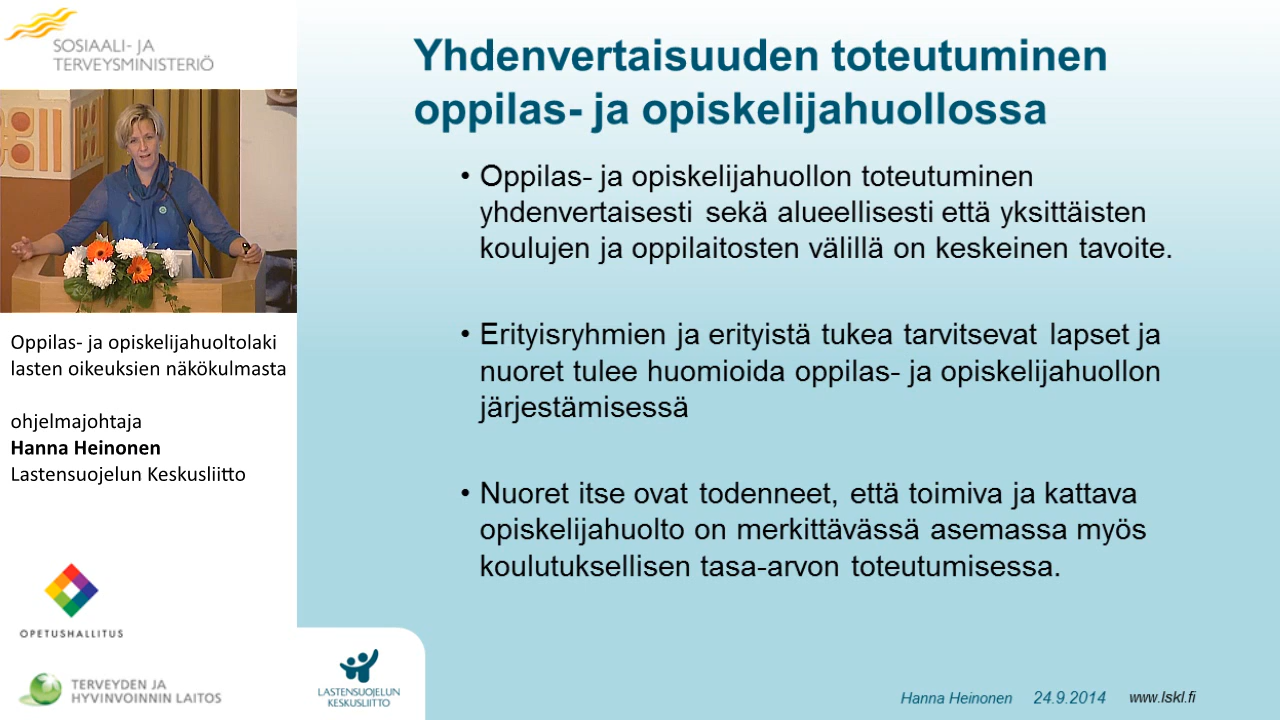 SOSIAALI- JA
TERVEYSMINISTERIÖ
Oppilas- ja opiskelijahuoltolaki
lasten oikeuksien näkökulmasta
ohjelmajohtaja
Hanna Heinonen
Lastensuojelun Keskusliitto
OPETUSHALLITUS
TERVEYDEN JA
HYVINVOINNIN LAITOS
Yhdenvertaisuuden toteutuminen
oppilas- ja opiskelijahuollossa
• Oppilas- ja opiskelijahuollon toteutuminen
yhdenvertaisesti sekä alueellisesti että yksittäisten
koulujen ja oppilaitosten välillä on keskeinen tavoite.
• Erityisryhmien ja erityistä tukea tarvitsevat lapset ja
nuoret tulee huomioida oppilas- ja opiskelijahuollon
järjestämisessä
• Nuoret itse ovat todenneet, että toimiva ja kattava
opiskelijahuolto on merkittävässä asemassa myös
koulutuksellisen tasa-arvon toteutumisessa.
LASTENSUOJELUN
KESKUSLIITTO
Hanna Heinonen 24.9.2014 www.lskl.fi